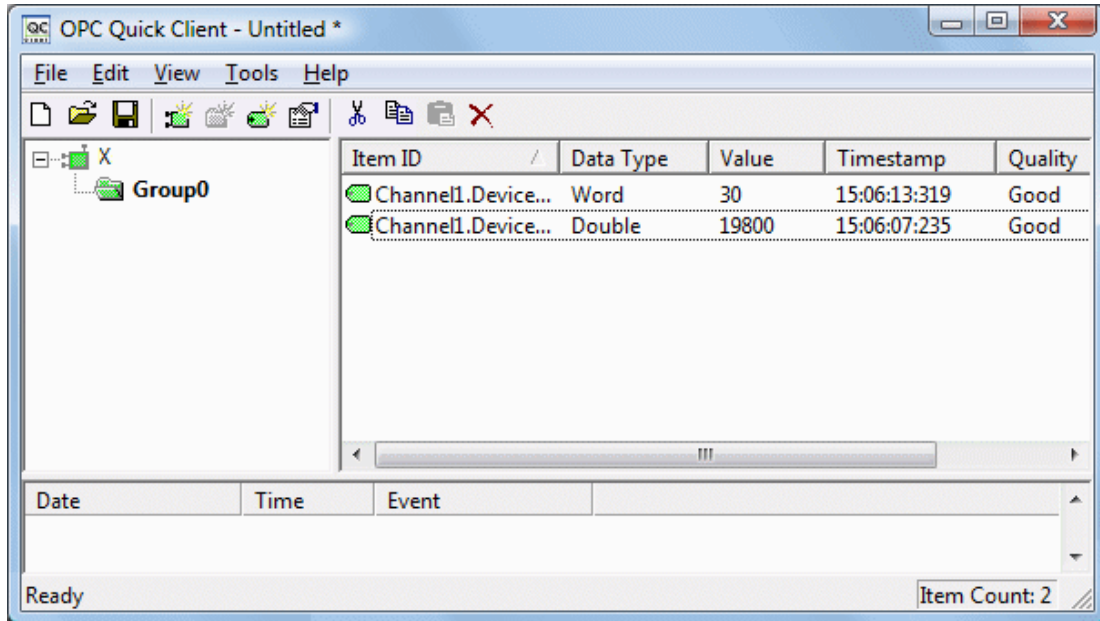 OPC Quick Client - Untitled *
File Edit View Tools Help
X
Group0
Item ID Data Type Value Timestamp Quality
Channel1.Device... Word 30 15:06:13:319 Good
Channel1.Device... Double 19800 15:06:07:235 Good
Date Time Event
Ready Item Count: 2